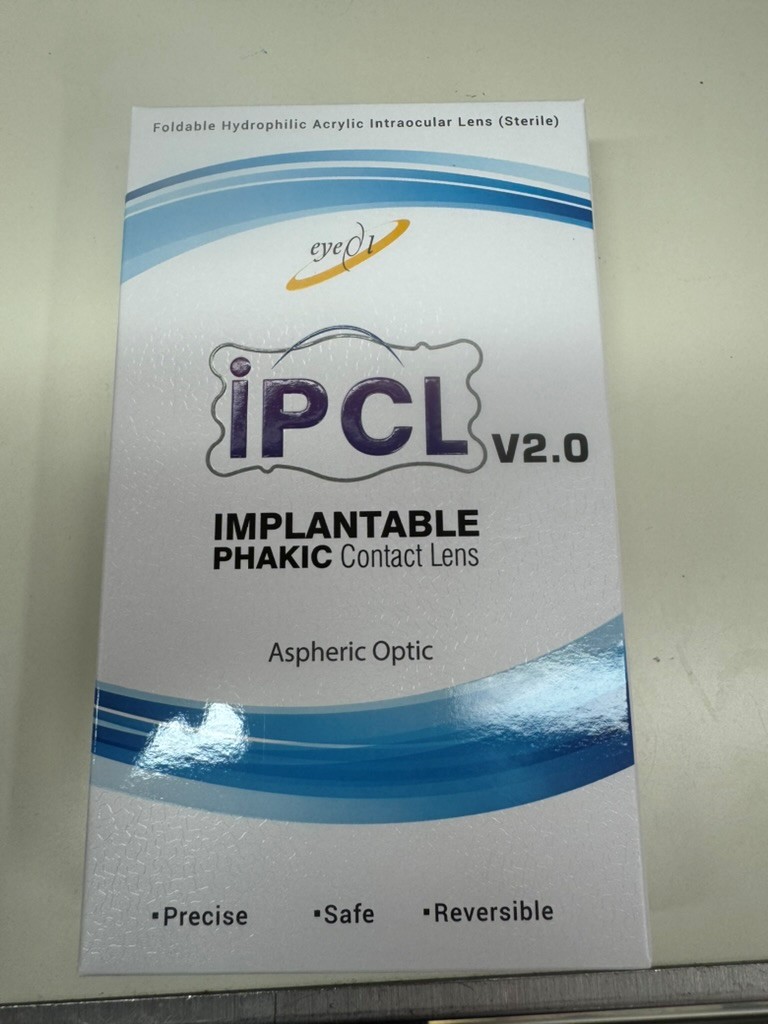 Foldable Hydrophilic Acrylic Intraocular Lens (Sterile)
eyeOl
iPCL V2.0
IMPLANTABLE
PHAKIC Contact Lens
Aspheric Optic
▪Precise ▪Safe ▪Reversible